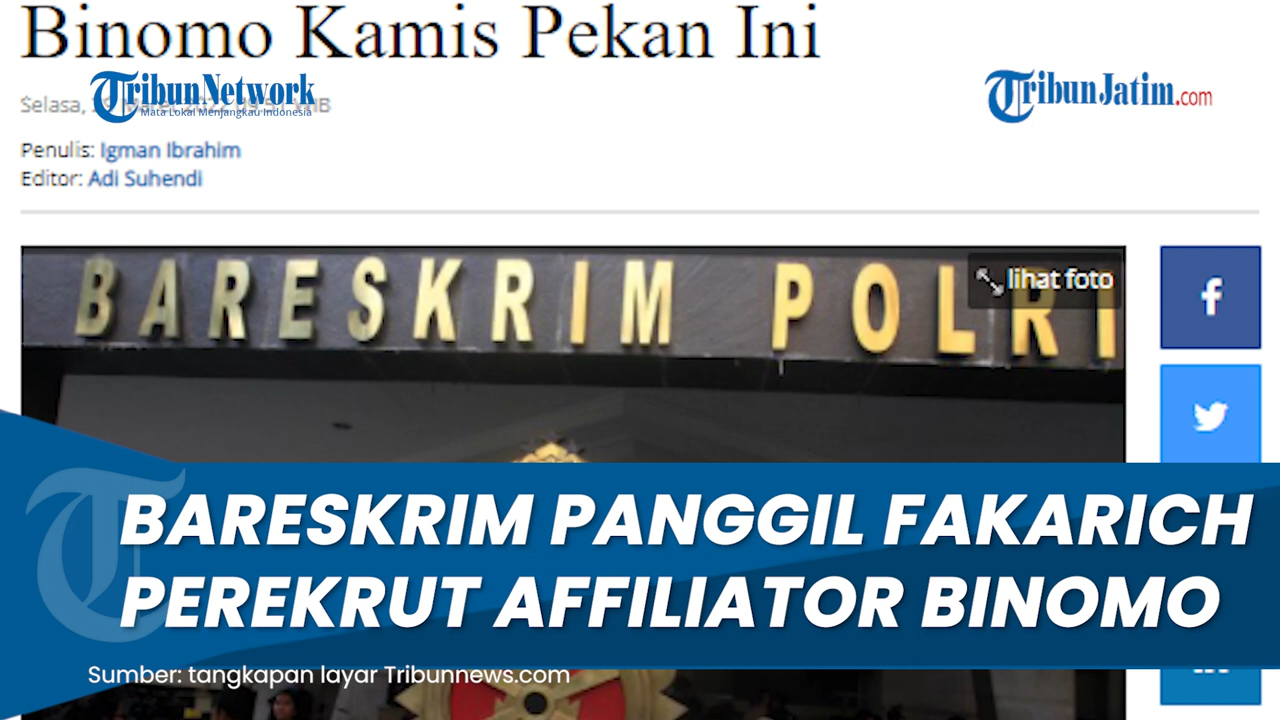 Binomo Kamis Pekan Ini
TribunNetwork
Mata Lokal Menjangkau Indonesia
TribunJatim.com
Selasa,
WIB
Penulis: Igman Ibrahim
Editor: Adi Suhendi
BARESKRIM POLRI
lihat foto
BARESKRIM PANGGIL FAKARICH
PEREKRUT AFFILIATOR BINOMO
Sumber: tangkapan layar Tribunnews.com